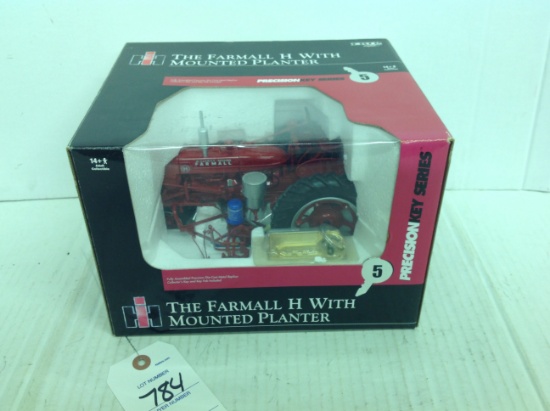 THE FARMALL H WITH
MOUNTED PLANTER
PRECISION KEY SERIES
5
14+
FARMALL
PRECISION KEY SERIES™
5
THE FARMALL H WITH
MOUNTED PLANTER
LOT NUMBER
784